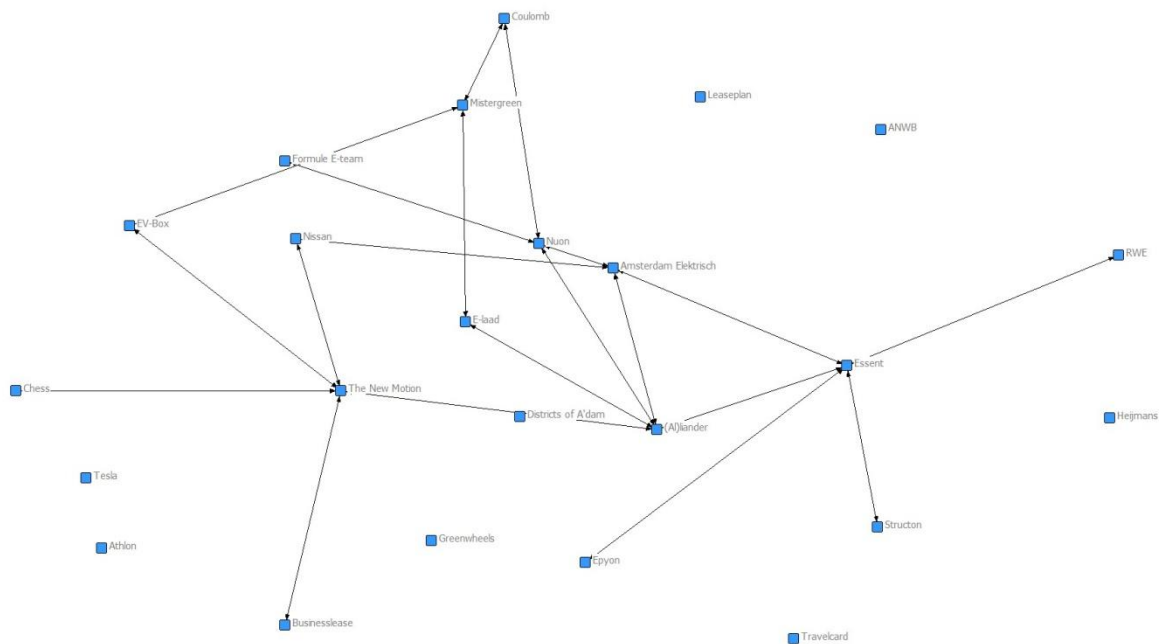 Coulomb
Leaseplan
Mistergreen
ANWB
Formule E-team
EV-Box
Nissan
Nuon
RWE
Amsterdam Elektrisch
E-laad
Essent
Chess
The New Motion
Districts of A'dam
(Al)liander
Heijmans
Tesla
Structon
Greenwheels
Athlon
Epyon
Businesslease
Travelcard